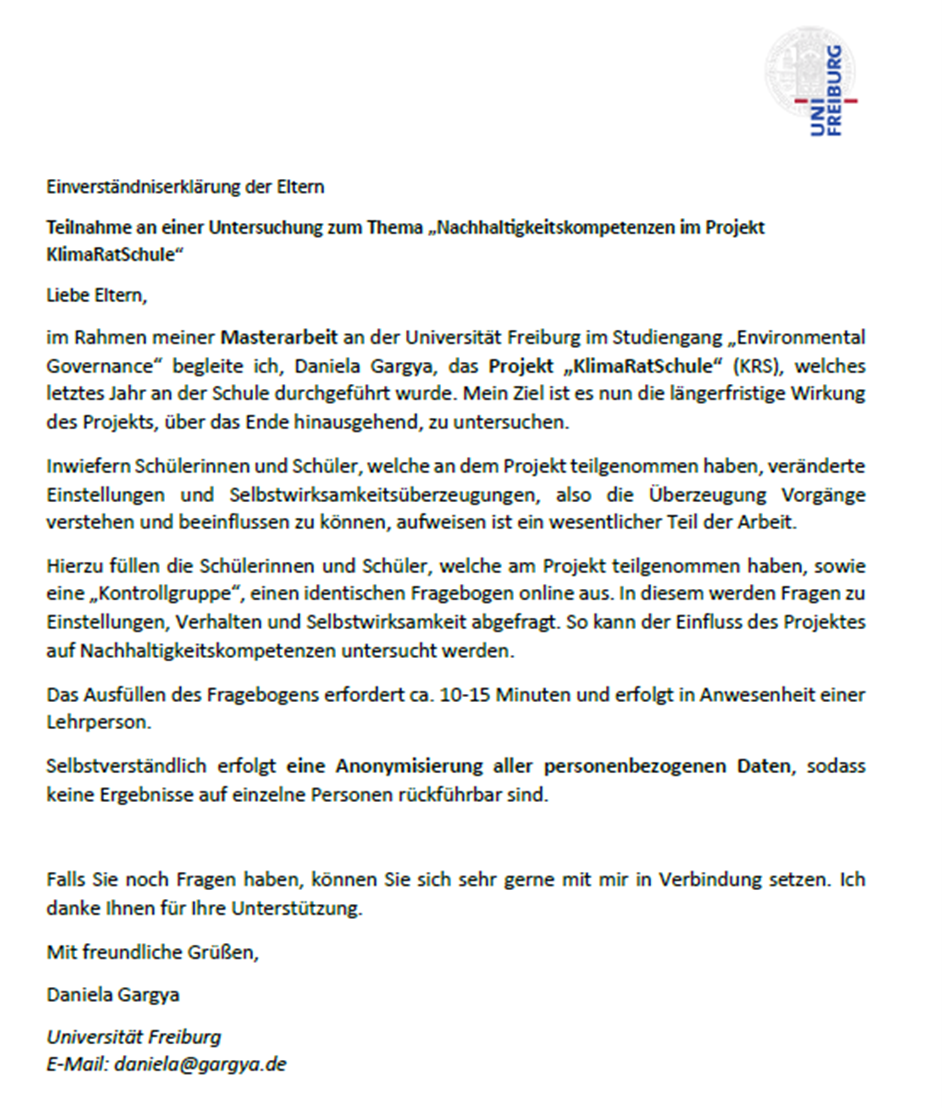 UNI
FREIBURG
Einverständniserklärung der Eltern
Teilnahme an einer Untersuchung zum Thema „Nachhaltigkeitskompetenzen im Projekt
KlimaRatSchule“
Liebe Eltern,
im Rahmen meiner Masterarbeit an der Universität Freiburg im Studiengang „Environmental
Governance“ begleite ich, Daniela Gargya, das Projekt „KlimaRatSchule“ (KRS), welches
letztes Jahr an der Schule durchgeführt wurde. Mein Ziel ist es nun die längerfristige Wirkung
des Projekts, über das Ende hinausgehend, zu untersuchen.
Inwiefern Schülerinnen und Schüler, welche an dem Projekt teilgenommen haben, veränderte
Einstellungen und Selbstwirksamkeitsüberzeugungen, also die Überzeugung Vorgänge
verstehen und beeinflussen zu können, aufweisen ist ein wesentlicher Teil der Arbeit.
Hierzu füllen die Schülerinnen und Schüler, welche am Projekt teilgenommen haben, sowie
eine „Kontrollgruppe“, einen identischen Fragebogen online aus. In diesem werden Fragen zu
Einstellungen, Verhalten und Selbstwirksamkeit abgefragt. So kann der Einfluss des Projektes
auf Nachhaltigkeitskompetenzen untersucht werden.
Das Ausfüllen des Fragebogens erfordert ca. 10-15 Minuten und erfolgt in Anwesenheit einer
Lehrperson.
Selbstverständlich erfolgt eine Anonymisierung aller personenbezogenen Daten, sodass
keine Ergebnisse auf einzelne Personen rückführbar sind.
Falls Sie noch Fragen haben, können Sie sich sehr gerne mit mir in Verbindung setzen. Ich
danke Ihnen für Ihre Unterstützung.
Mit freundliche Grüßen,
Daniela Gargya
Universität Freiburg
E-Mail: daniela@gargya.de